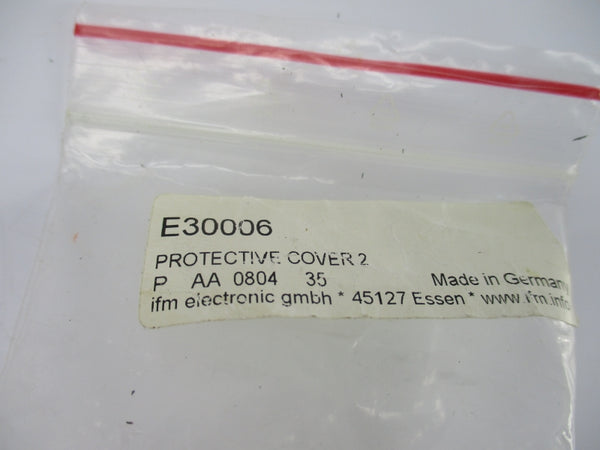 E30006
PROTECTIVE COVER 2
P AA 0804 35 Made in Germany
ifm electronic gmbh * 45127 Essen * www.ifm.info